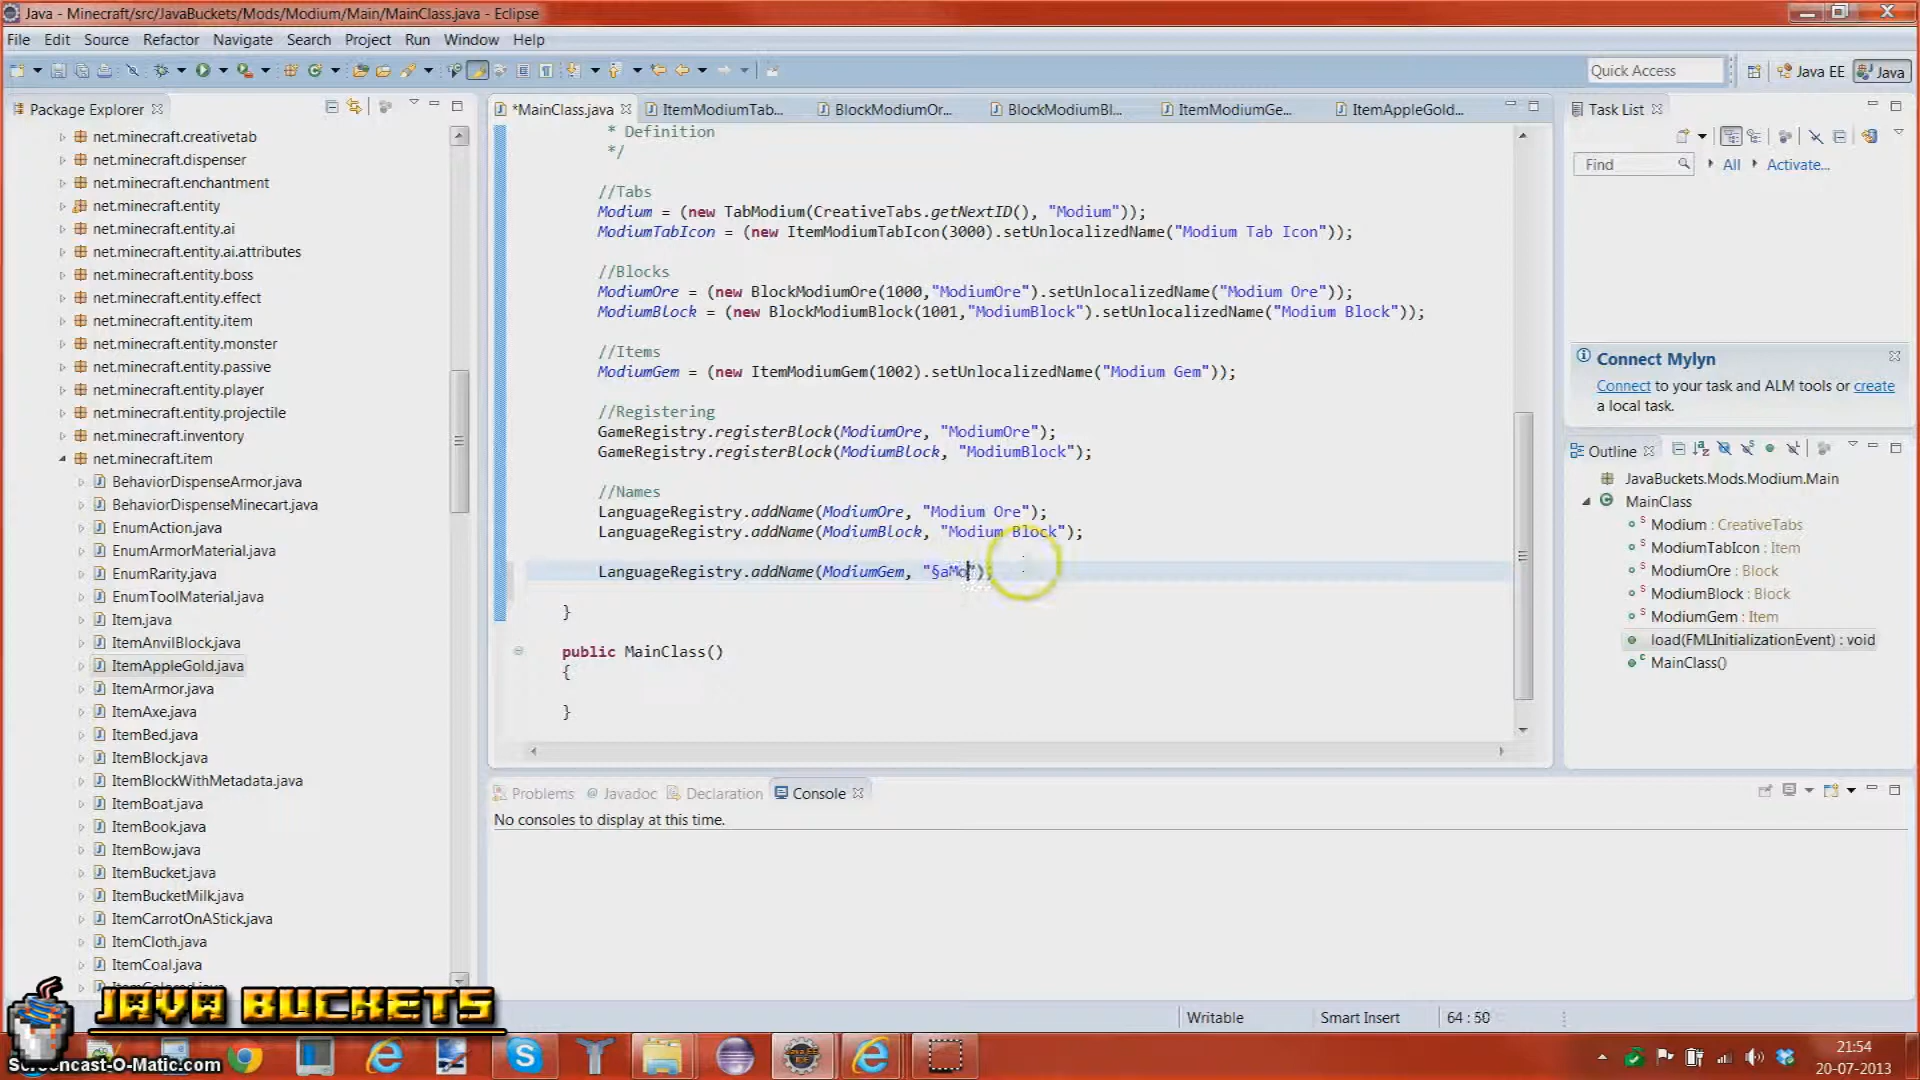 Java - Minecraft/src/JavaBuckets/Mods/Modium/Main/MainClass.java - Eclipse
File Edit Source Refactor Navigate Search Project Run Window Help
Quick Access
Java EE
Java
Package Explorer
net.minecraft.creativetab
net.minecraft.dispenser
net.minecraft.enchantment
net.minecraft.entity
net.minecraft.entity.ai
net.minecraft.entity.ai.attributes
net.minecraft.entity.boss
net.minecraft.entity.effect
net.minecraft.entity.item
net.minecraft.entity.monster
net.minecraft.entity.passive
net.minecraft.entity.player
net.minecraft.entity.projectile
net.minecraft.inventory
net.minecraft.item
BehaviorDispenseArmor.java
BehaviorDispenseMinecart.java
EnumAction.java
EnumArmorMaterial.java
EnumRarity.java
EnumToolMaterial.java
Item.java
ItemAnvilBlock.java
ItemAppleGold.java
ItemArmor.java
ItemAxe.java
ItemBed.java
ItemBlock.java
ItemBlockWithMetadata.java
ItemBoat.java
ItemBook.java
ItemBow.java
ItemBucket.java
ItemBucketMilk.java
ItemCarrotOnAStick.java
ItemCloth.java
ItemCoal.java
*MainClass.java
ItemModiumTab...
BlockModiumOr...
BlockModiumBl...
ItemModiumGe...
ItemAppleGold...
* Definition
*/
//Tabs
Modium = (new TabModium(CreativeTabs.getNextID(), "Modium"));
ModiumTabIcon = (new ItemModiumTabIcon(3000).setUnlocalizedName("Modium Tab Icon"));
//Blocks
ModiumOre = (new BlockModiumOre(1000,"ModiumOre").setUnlocalizedName("Modium Ore"));
ModiumBlock = (new BlockModiumBlock(1001,"ModiumBlock").setUnlocalizedName("Modium Block"));
//Items
ModiumGem = (new ItemModiumGem(1002).setUnlocalizedName("Modium Gem"));
//Registering
GameRegistry.registerBlock(ModiumOre, "ModiumOre");
GameRegistry.registerBlock(ModiumBlock, "ModiumBlock");
//Names
LanguageRegistry.addName(ModiumOre, "Modium Ore");
LanguageRegistry.addName(ModiumBlock, "Modium Block");
LanguageRegistry.addName(ModiumGem, "§aMo");
}
public MainClass()
{
}
Problems @ Javadoc Declaration Console
No consoles to display at this time.
Task List
Find
All
Activate...
Connect Mylyn
Connect to your task and ALM tools or create
a local task.
Outline
JavaBuckets.Mods.Modium.Main
MainClass
Modium : CreativeTabs
ModiumTabIcon : Item
ModiumOre : Block
ModiumBlock : Block
ModiumGem : Item
load(FMLInitializationEvent) : void
MainClass()
Writable
Smart Insert
64 : 50
JAVA BUCKETS
Screencast-O-Matic.com
21:54
20-07-2013